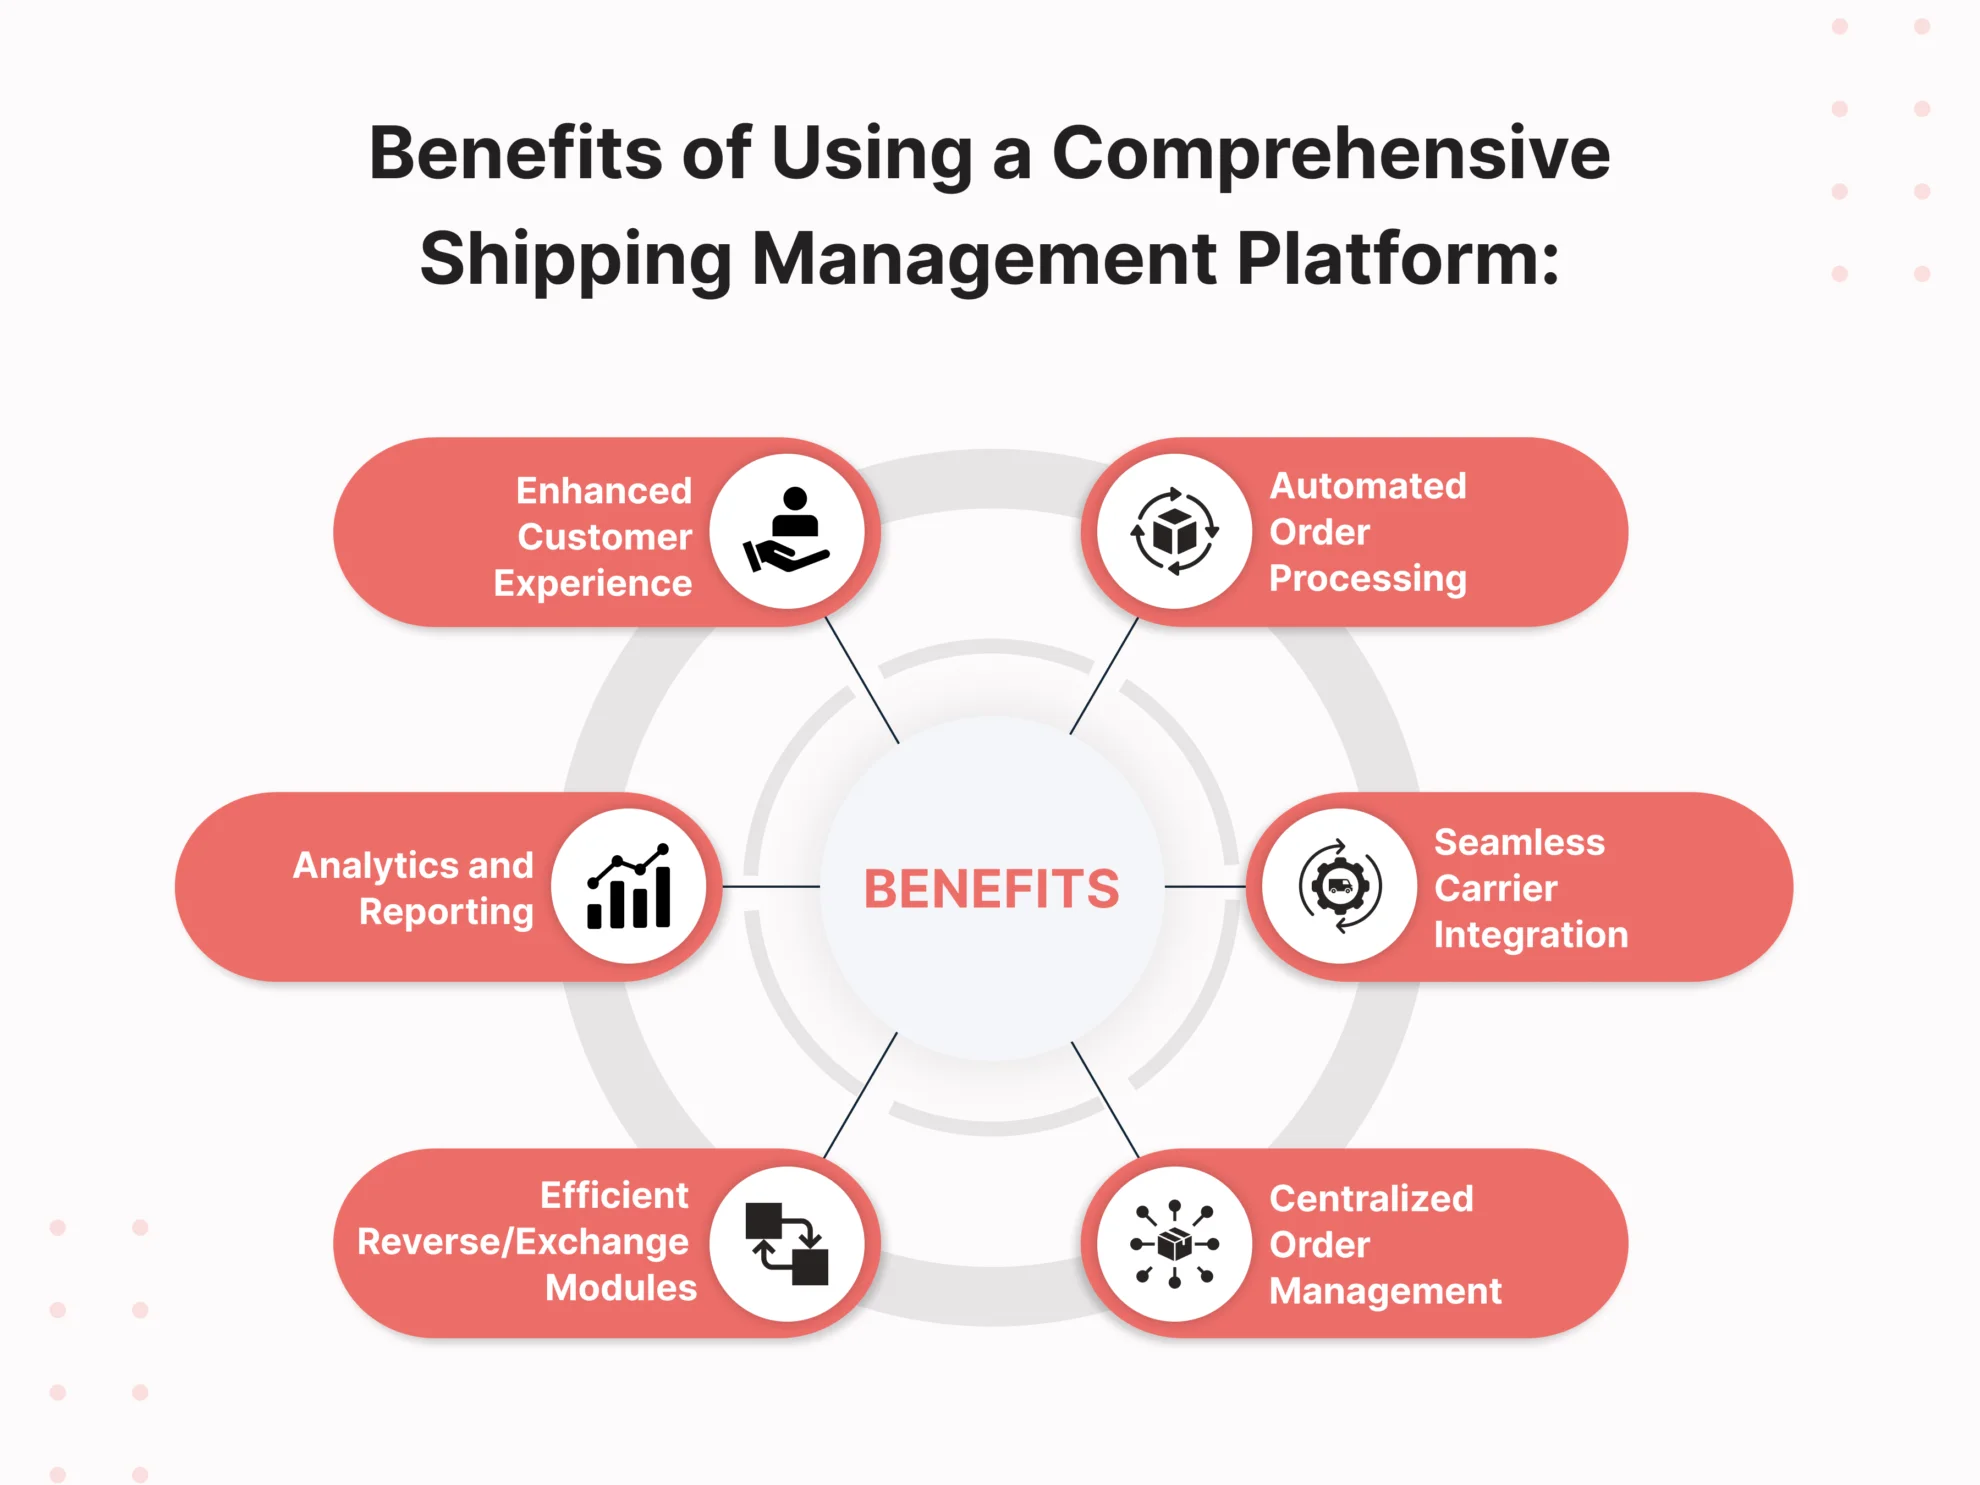 Benefits of Using a Comprehensive
Shipping Management Platform:
Enhanced
Customer
Experience
Automated
Order
Processing
Analytics and
Reporting
BENEFITS
Seamless
Carrier
Integration
Efficient
Reverse/Exchange
Modules
Centralized
Order
Management